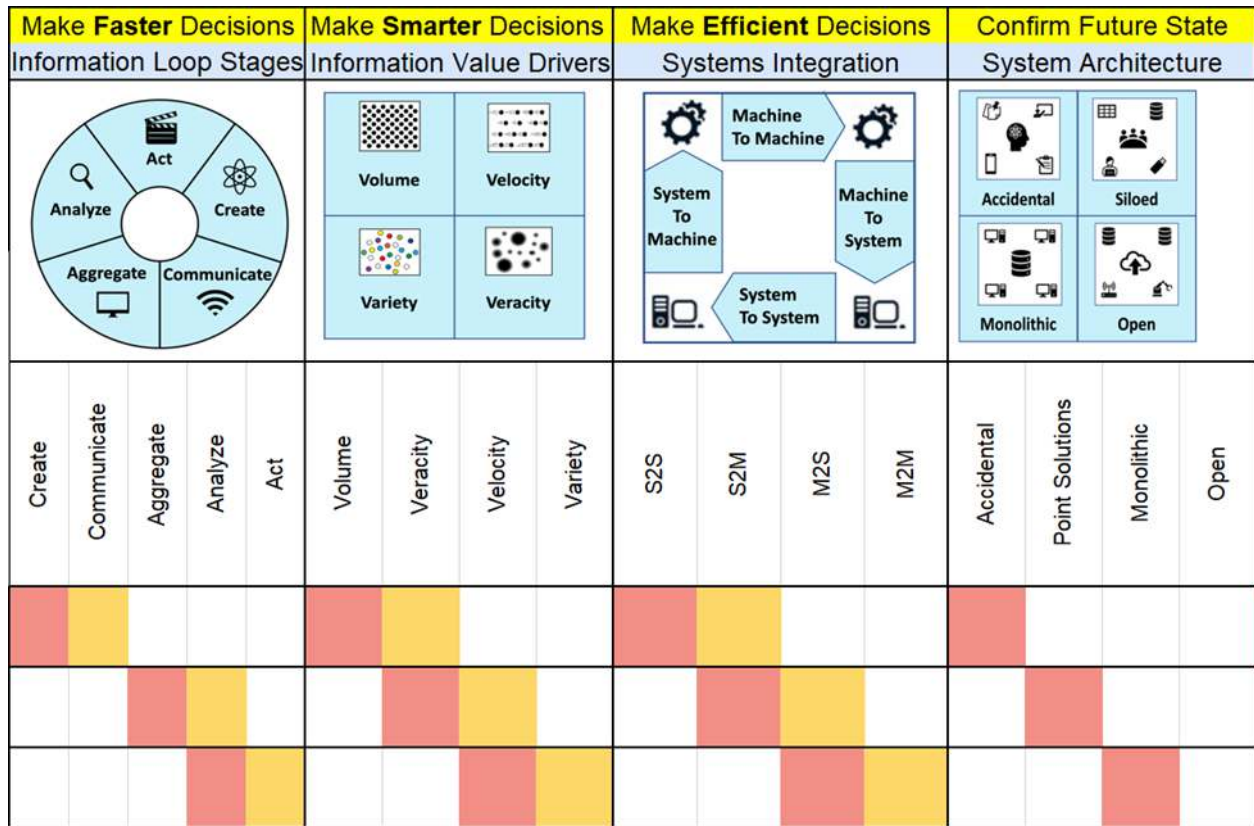 Make Faster Decisions
Make Smarter Decisions
Make Efficient Decisions
Confirm Future State
Information Loop Stages
Information Value Drivers
Systems Integration
System Architecture
Act
Analyze
Create
Aggregate
Communicate
Volume
Velocity
Variety
Veracity
Machine
To Machine
System
To
Machine
Machine
To
System
System
To System
Accidental
Siloed
Monolithic
Open
Create
Communicate
Aggregate
Analyze
Act
Volume
Veracity
Velocity
Variety
S2S
S2M
M2S
M2M
Accidental
Point Solutions
Monolithic
Open